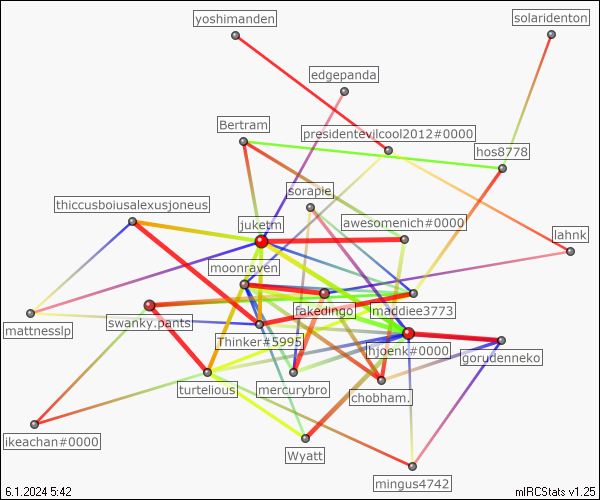 yoshimanden
solaridenton
edgepanda
Bertram
presidentevilcool2012#0000
hos8778
sorapie
thiccusboiusalexusjoneus
juketm
awesomenich#0000
lahnk
moonraven
fakedingo
maddiee3773
mattnesslp
swanky.pants
Thinker#5995
hjoenk#0000
gorudenneko
turtelious
mercurybro
chobham.
ikeachan#0000
Wyatt
mingus4742
6.1.2024 5:42
mIRCStats v1.25